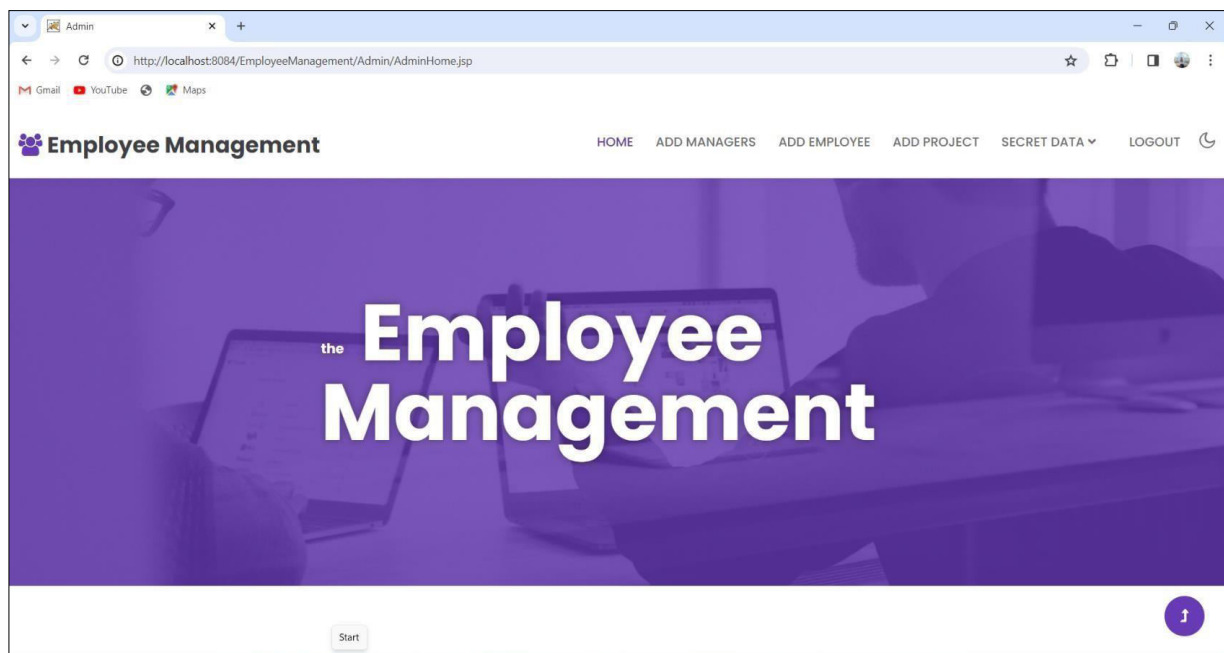 Admin
http://localhost:8084/EmployeeManagement/Admin/AdminHome.jsp
Gmail YouTube Maps
Employee Management HOME ADD MANAGERS ADD EMPLOYEE ADD PROJECT SECRET DATA LOGOUT
the Employee
Management
Start